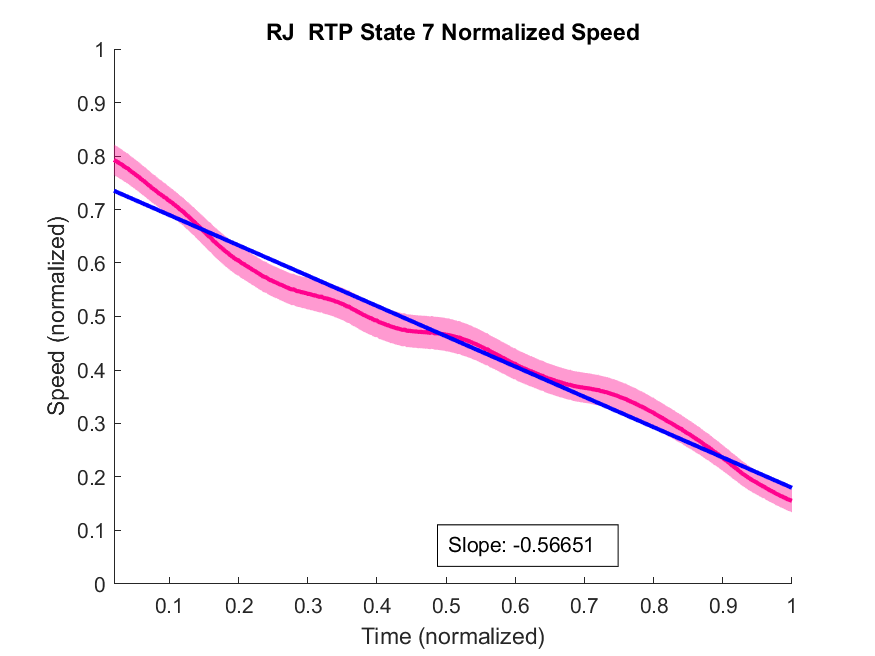 RJ  RTP State 7 Normalized Speed
1
0.9
0.8
0.7
0.6
0.5
0.4
0.3
0.2
0.1
0
Speed (normalized)
Slope: -0.56651
0.1 0.2 0.3 0.4 0.5 0.6 0.7 0.8 0.9 1
Time (normalized)